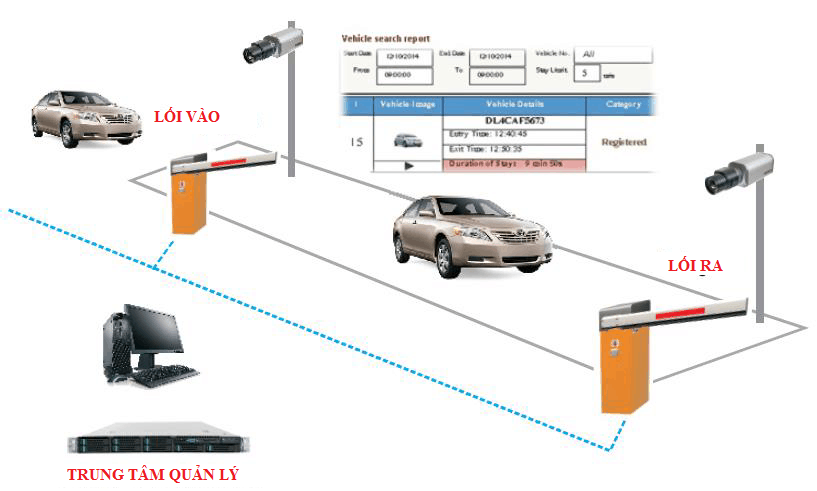 Vehicle search report
Start Date 12/10/2014 End Date 12/10/2014 Vehicle No. All
From 09:00:00 To 09:00:00 Stay Limit 5 min
Vehicle Image Vehicle Details Category
DL4CAF5673
15 Entry Time: 12:40:45 Registered
Exit Time: 12:50:35
Duration of Stay: 9 min 50s
LỐI VÀO
LỐI RA
TRUNG TÂM QUẢN LÝ